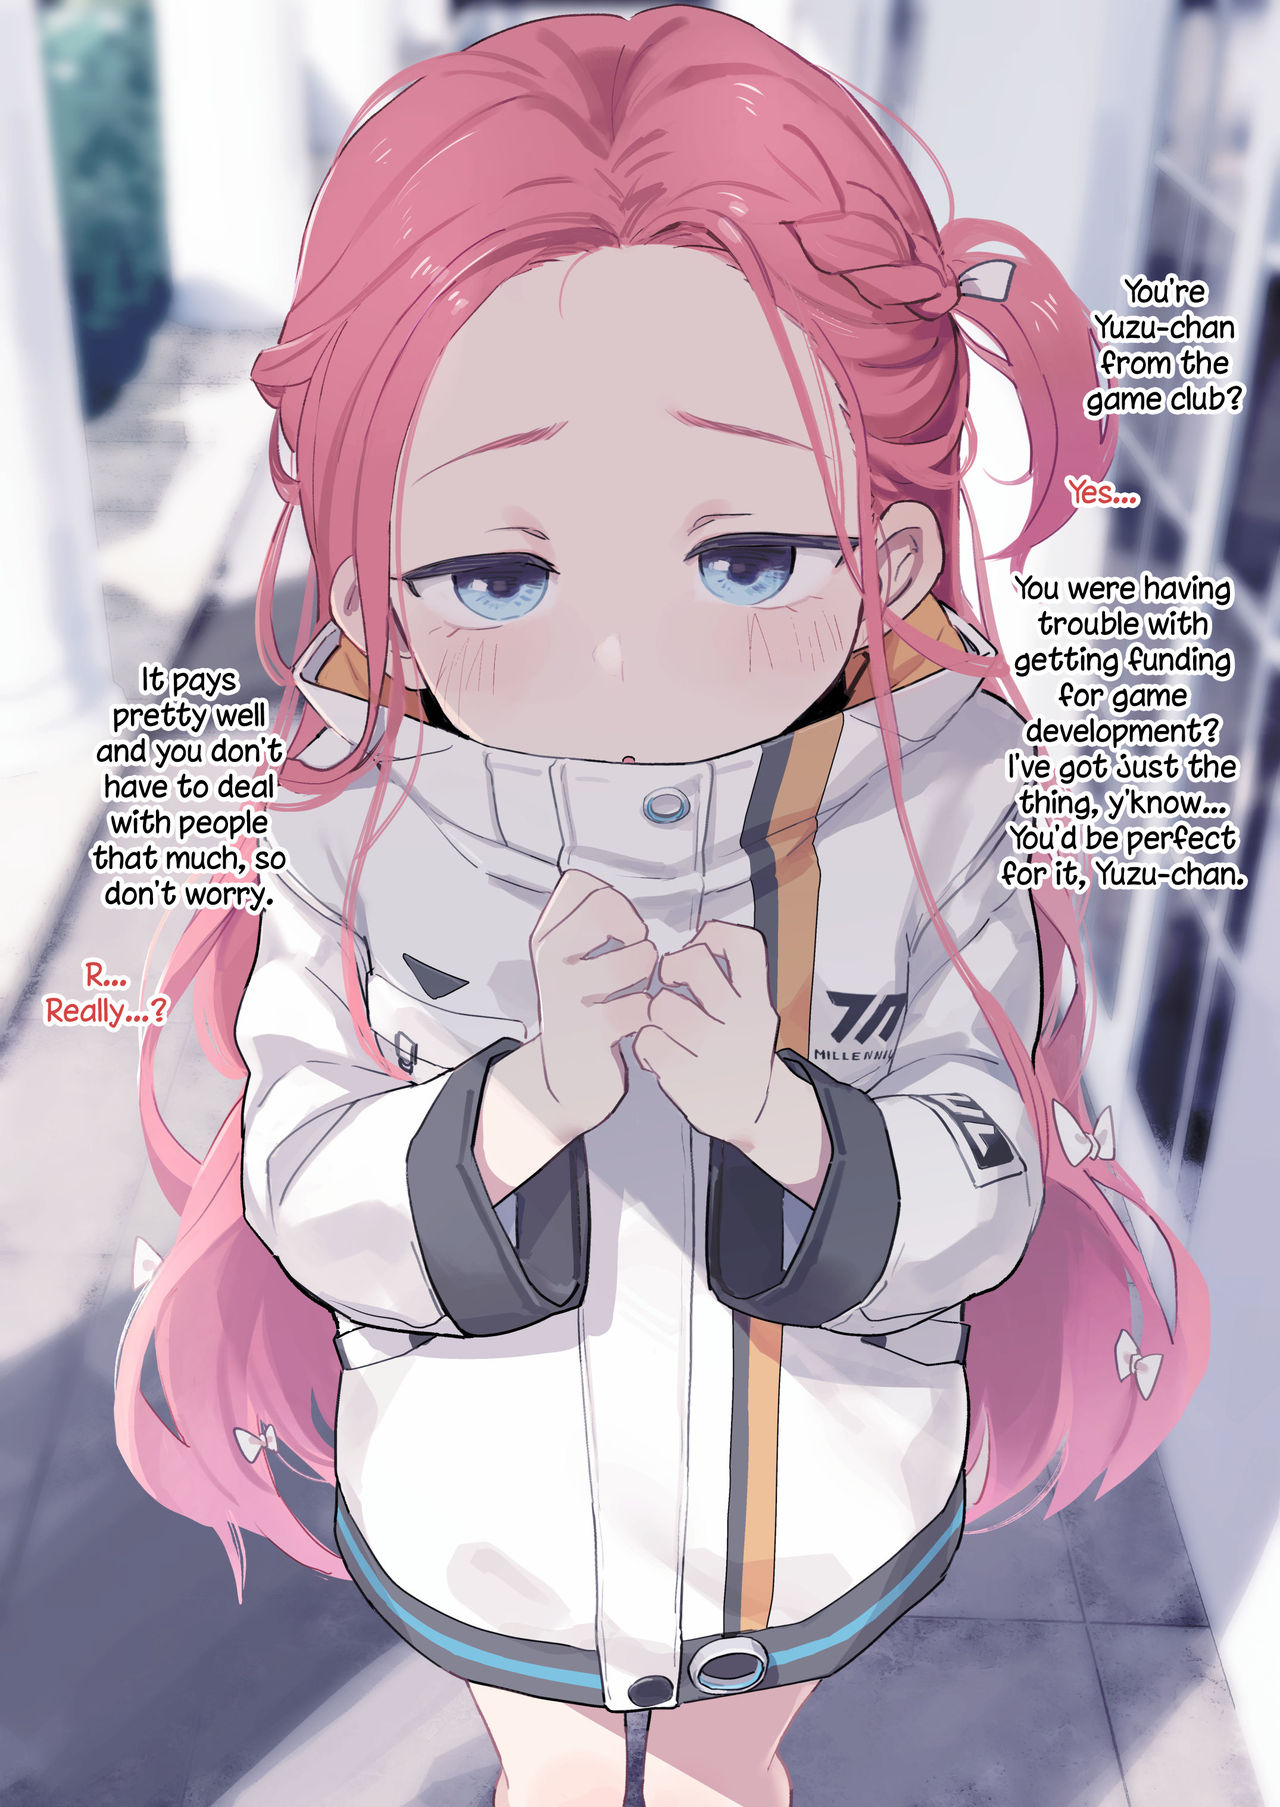 You're
Yuzu-chan
from the
game club?
Yes...
You were having
trouble with
getting funding
for game
development?
I've got just the
thing, y'know...
You'd be perfect
for it, Yuzu-chan.
It pays
pretty well
and you don't
have to deal
with people
that much, so
don't worry.
R...
Really...?
MILLENNIU